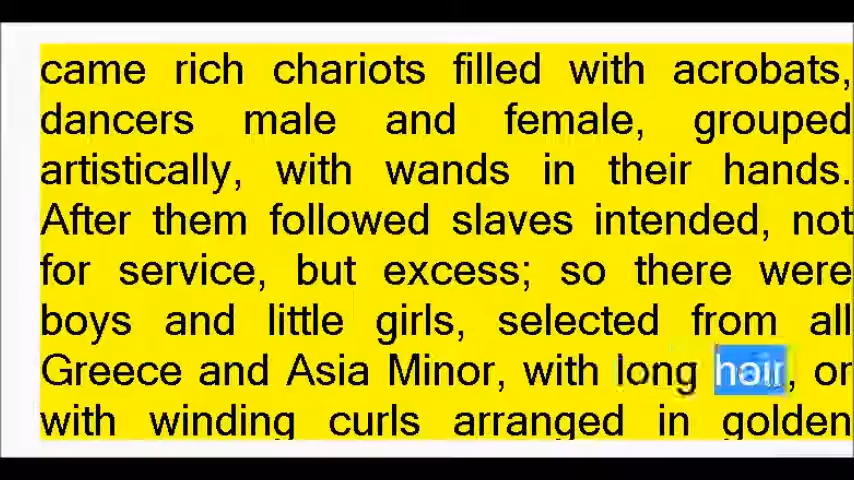 came rich chariots filled with acrobats,
dancers male and female, grouped
artistically, with wands in their hands.
After them followed slaves intended, not
for service, but excess; so there were
boys and little girls, selected from all
Greece and Asia Minor, with long hair, or
with winding curls arranged in golden